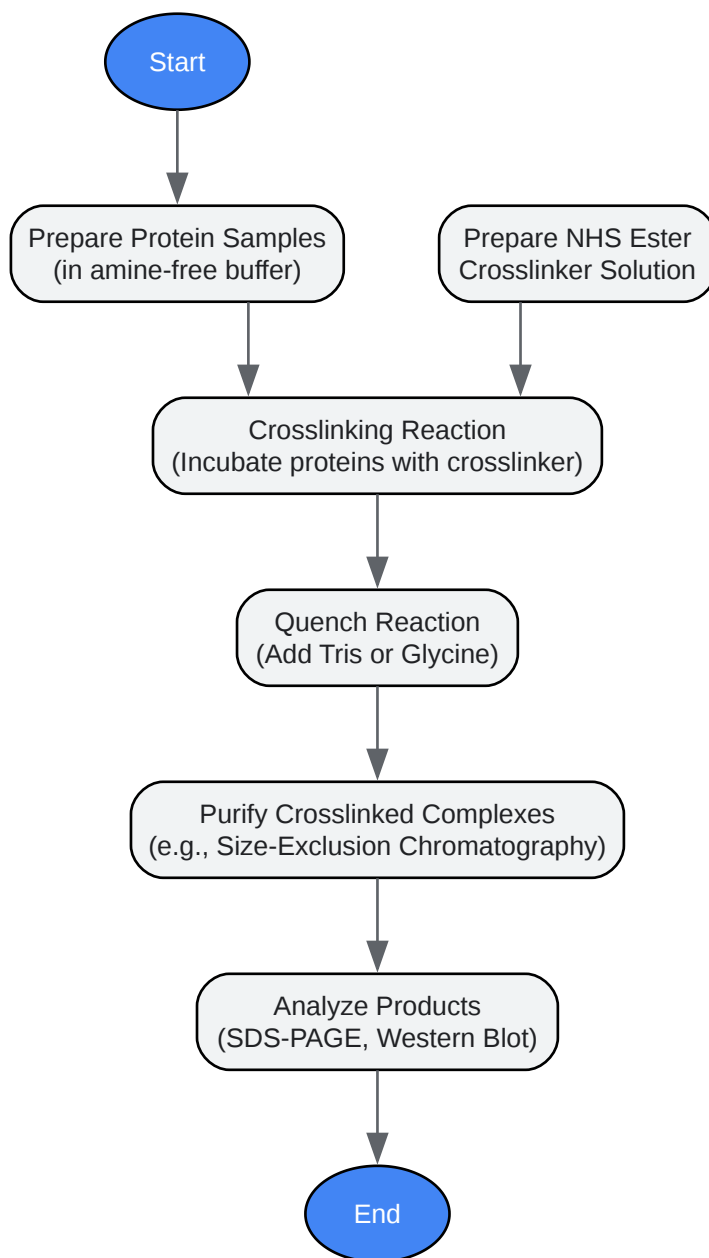 Start
Prepare Protein Samples
(in amine-free buffer)
Prepare NHS Ester
Crosslinker Solution
Crosslinking Reaction
(Incubate proteins with crosslinker)
Quench Reaction
(Add Tris or Glycine)
Purify Crosslinked Complexes
(e.g., Size-Exclusion Chromatography)
Analyze Products
(SDS-PAGE, Western Blot)
End